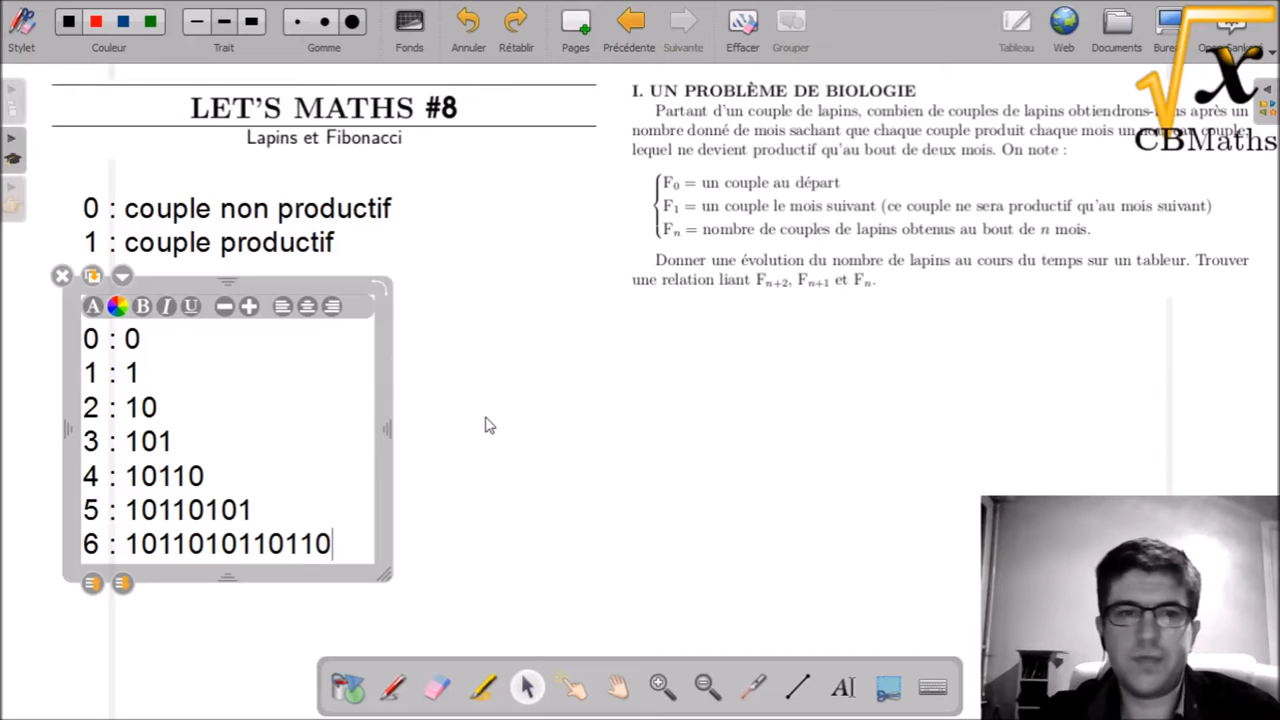 Stylet
Couleur
Trait
Gomme
Fonds
Annuler
Rétablir
Pages
Précédente
Suivante
Effacer
Grouper
Tableau
Web
Documents
LET'S MATHS #8
Lapins et Fibonacci
0 : couple non productif
1 : couple productif
A B I U
0 : 0
1 : 1
2 : 10
3 : 101
4 : 10110
5 : 10110101
6 : 1011010110110
I. UN PROBLÈME DE BIOLOGIE
Partant d'un couple de lapins, combien de couples de lapins obtiendrons- après un
nombre donné de mois sachant que chaque couple produit chaque mois un couple,
lequel ne devient productif qu'au bout de deux mois. On note :
F0 = un couple au départ
F1 = un couple le mois suivant (ce couple ne sera productif qu'au mois suivant)
Fn = nombre de couples de lapins obtenus au bout de n mois.
Donner une évolution du nombre de lapins au cours du temps sur un tableur. Trouver
une relation liant Fn+2, Fn+1 et Fn.
√x
CBMaths
AI